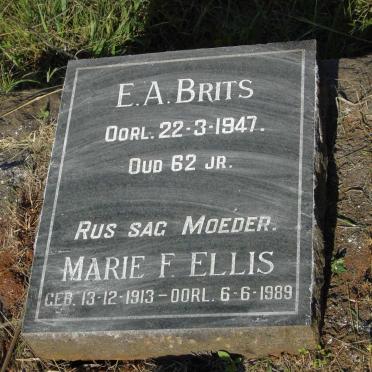 E.A. BRITS
OORL. 22-3-1947.
OUD 62 JR.
RUS SAG MOEDER.
MARIE F. ELLIS
GEB. 13-12-1913 - OORL. 6-6-1989